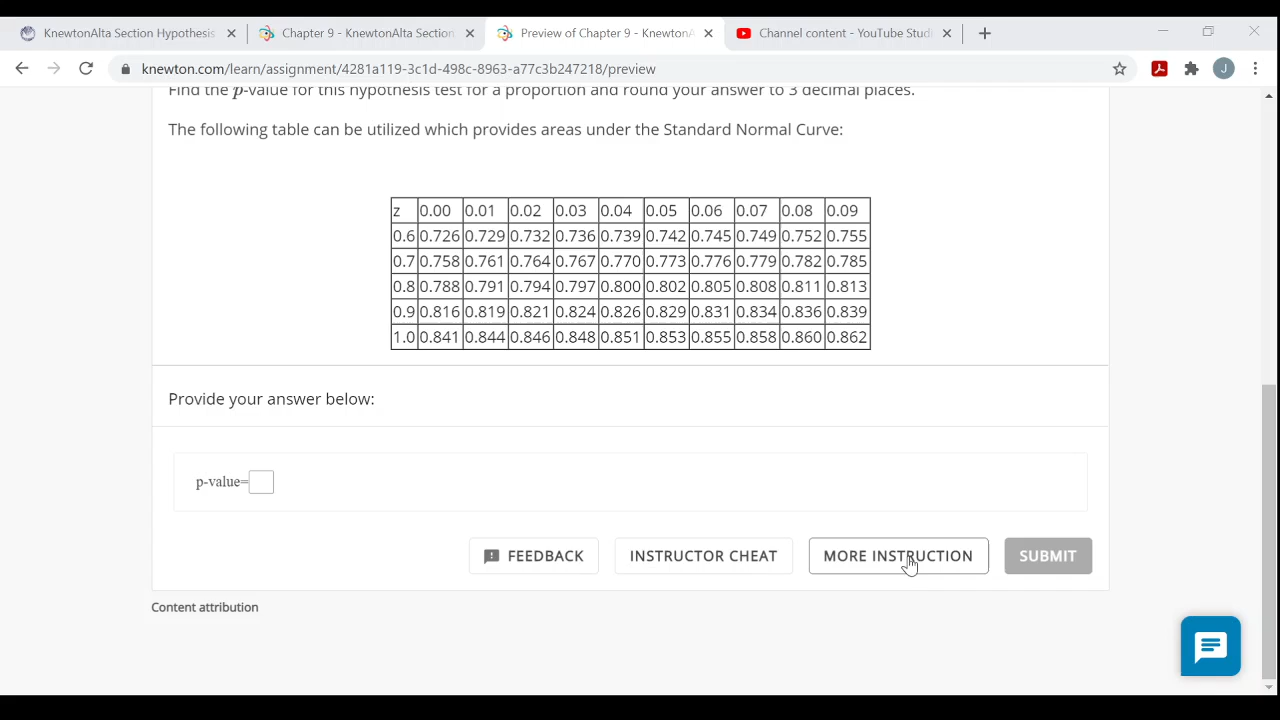 KnewtonAlta Section Hypothesis
Chapter 9 - KnewtonAlta Section
Preview of Chapter 9 - KnewtonA
Channel content - YouTube Studi
knewton.com/learn/assignment/4281a119-3c1d-498c-8963-a77c3b247218/preview
J
Find the p-value for this hypothesis test for a proportion and round your answer to 3 decimal places.
The following table can be utilized which provides areas under the Standard Normal Curve:
z 0.00 0.01 0.02 0.03 0.04 0.05 0.06 0.07 0.08 0.09
0.6 0.726 0.729 0.732 0.736 0.739 0.742 0.745 0.749 0.752 0.755
0.7 0.758 0.761 0.764 0.767 0.770 0.773 0.776 0.779 0.782 0.785
0.8 0.788 0.791 0.794 0.797 0.800 0.802 0.805 0.808 0.811 0.813
0.9 0.816 0.819 0.821 0.824 0.826 0.829 0.831 0.834 0.836 0.839
1.0 0.841 0.844 0.846 0.848 0.851 0.853 0.855 0.858 0.860 0.862
Provide your answer below:
p-value=
FEEDBACK
INSTRUCTOR CHEAT
MORE INSTRUCTION
SUBMIT
Content attribution